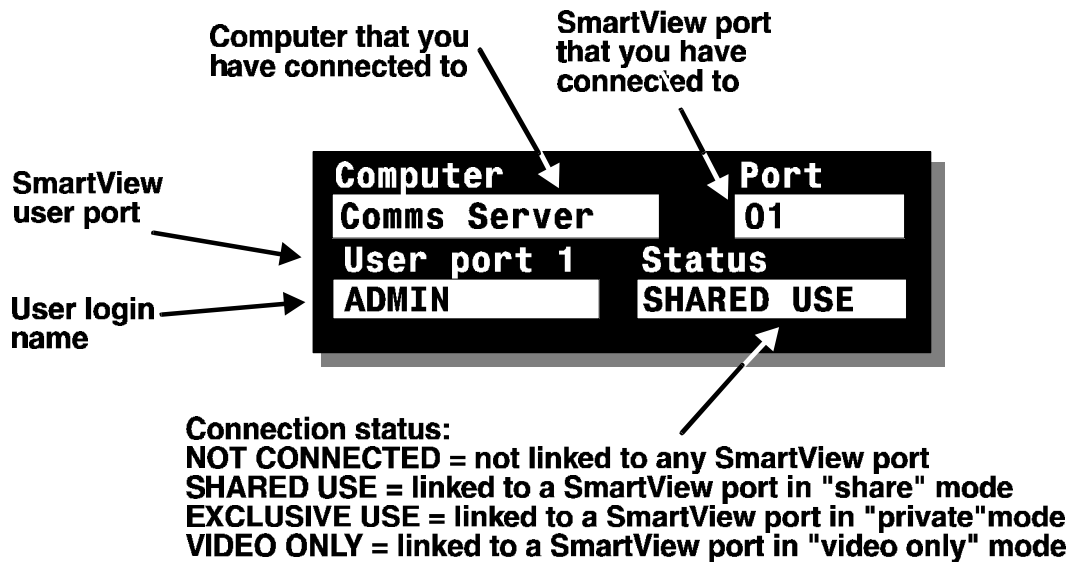 Computer that you
have connected to
SmartView port
that you have
connected to
SmartView
user port
User login
name
Computer
Port
Comms Server
01
User port 1
Status
ADMIN
SHARED USE
Connection status:
NOT CONNECTED = not linked to any SmartView port
SHARED USE = linked to a SmartView port in "share" mode
EXCLUSIVE USE = linked to a SmartView port in "private"mode
VIDEO ONLY = linked to a SmartView port in "video only" mode